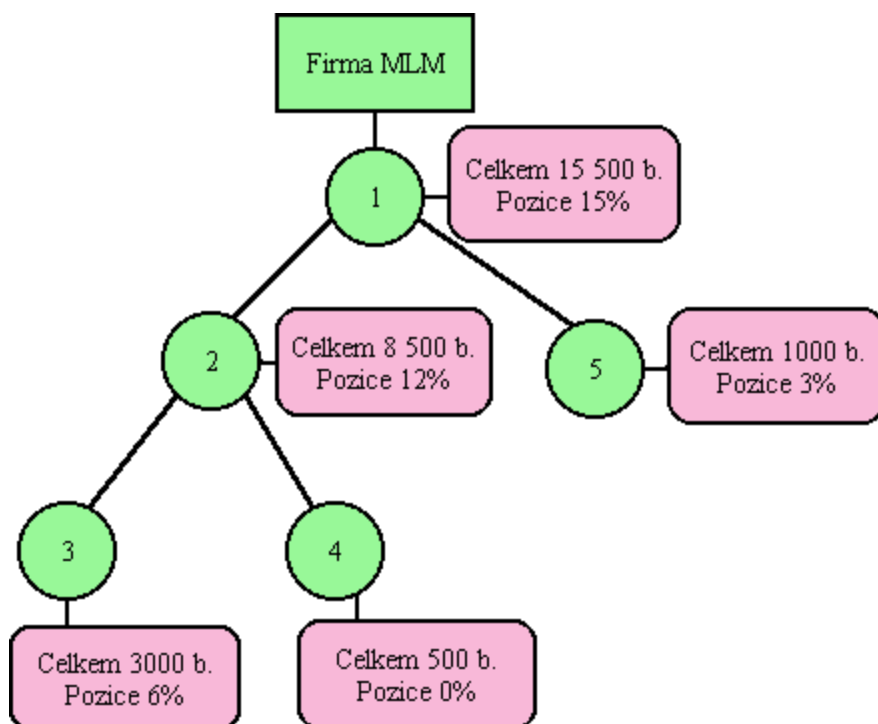 Firma MLM
1
Celkem 15 500 b.
Pozice 15%
2
Celkem 8 500 b.
Pozice 12%
5
Celkem 1000 b.
Pozice 3%
3
4
Celkem 3000 b.
Pozice 6%
Celkem 500 b.
Pozice 0%